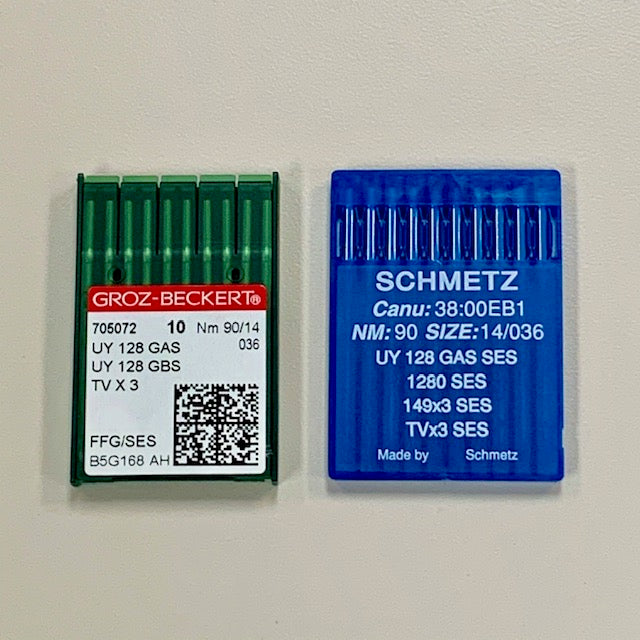 GROZ-BECKERT®
705072 10 Nm 90/14
UY 128 GAS 036
UY 128 GBS
TV X 3
FFG/SES
B5G168 AH
SCHMETZ
Canu: 38:00EB1
NM: 90 SIZE:14/036
UY 128 GAS SES
1280 SES
149x3 SES
TVx3 SES
Made by Schmetz